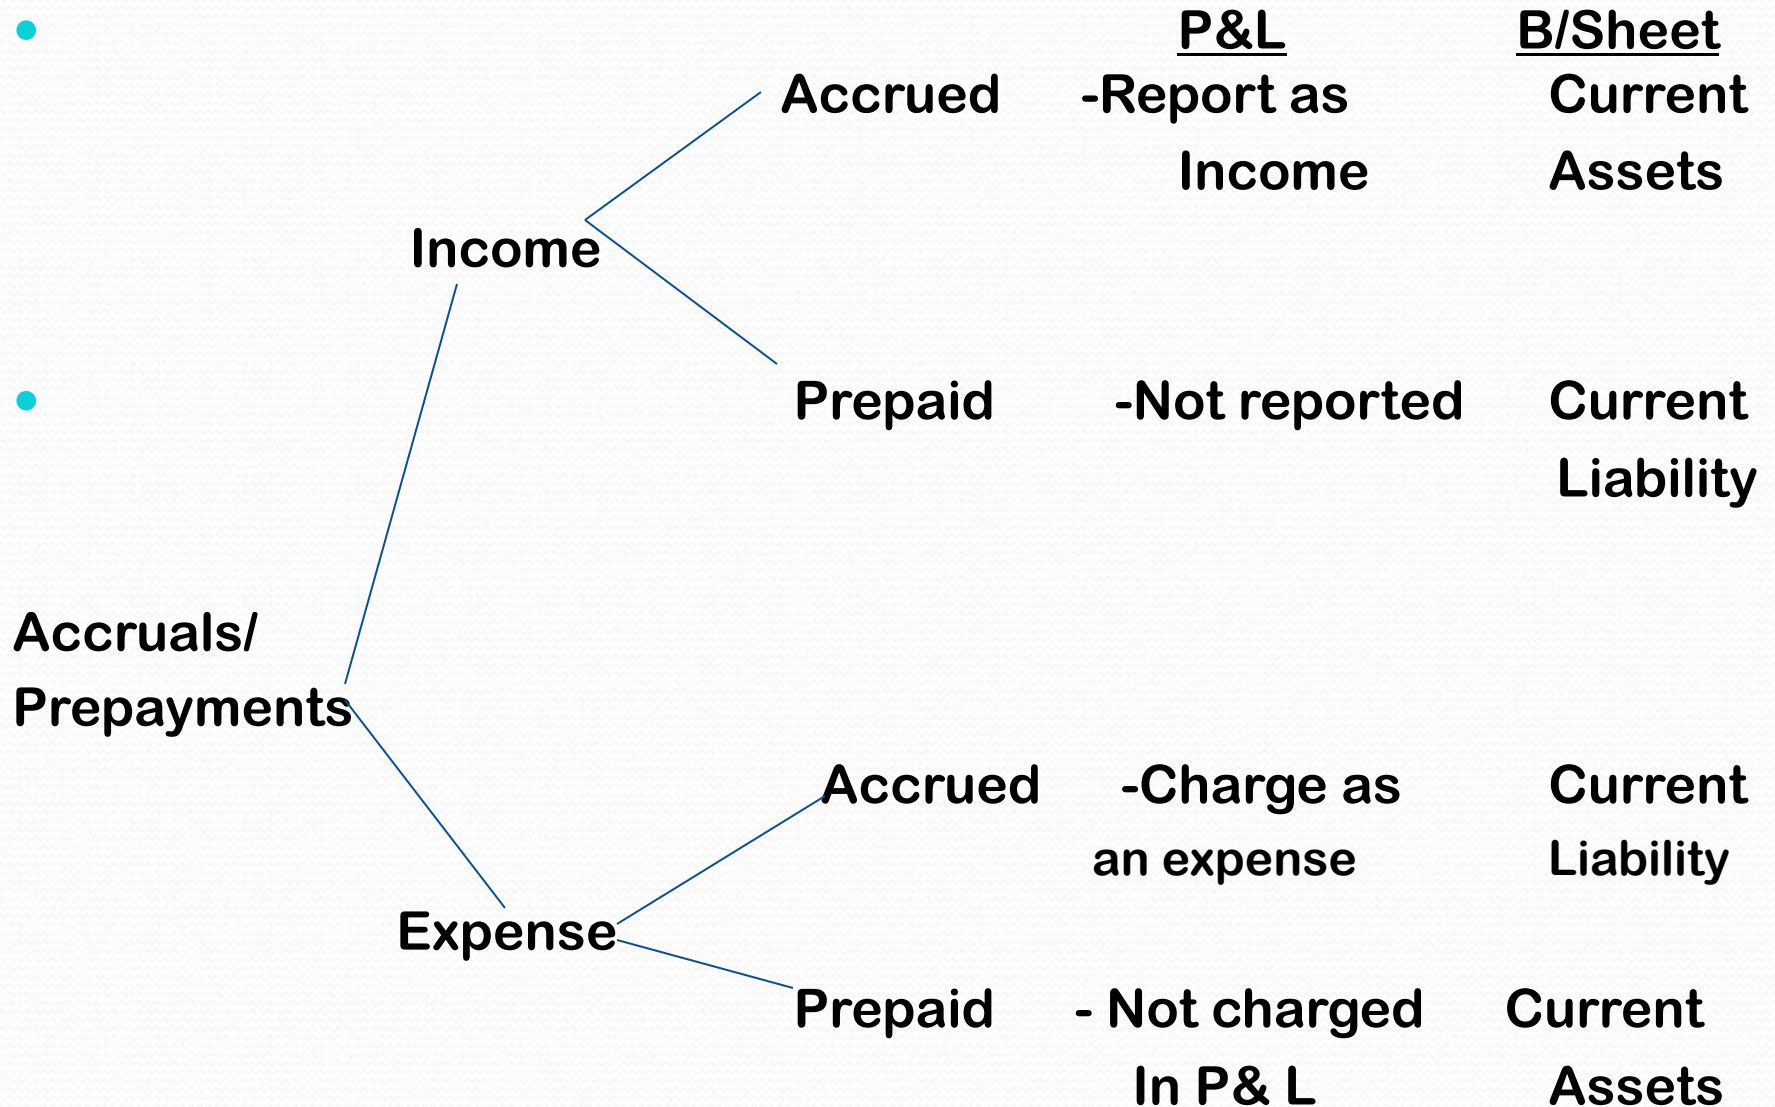 P&L B/Sheet
Accrued -Report as Current
Income Assets
Income
Prepaid -Not reported Current
Liability
Accruals/
Prepayments
Accrued -Charge as Current
an expense Liability
Expense
Prepaid - Not charged Current
In P& L Assets